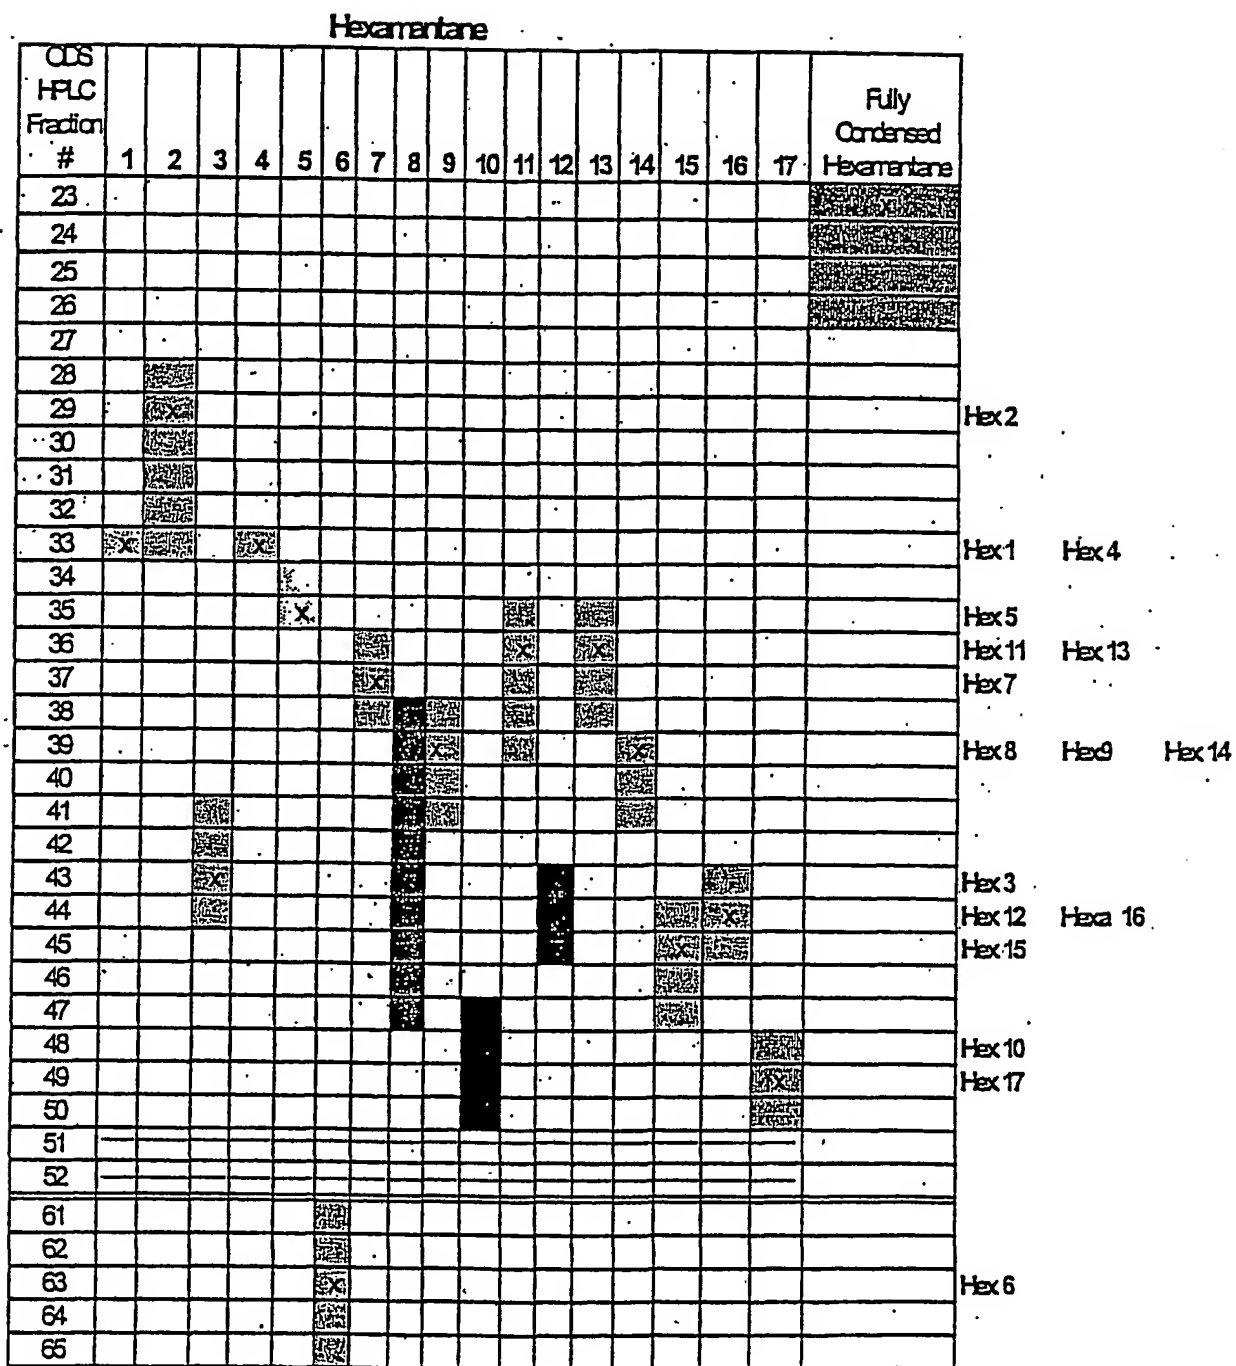 Hexamantane
ODS HPLC Fraction # 1 2 3 4 5 6 7 8 9 10 11 12 13 14 15 16 17 Fully Condensed Hexamantane
23 x
24
25
26
27
28
29 x Hex 2
30
31
32
33 x x Hex 1 Hex 4
34
35 x Hex 5
36 x x Hex 11 Hex 13
37 x Hex 7
38
39 x x Hex 8 Hex9 Hex 14
40
41
42
43 x Hex 3
44 x Hex 12 Hexa 16
45 x Hex 15
46
47
48 Hex 10
49 x Hex 17
50
51
52
61
62
63 x Hex 6
64
65